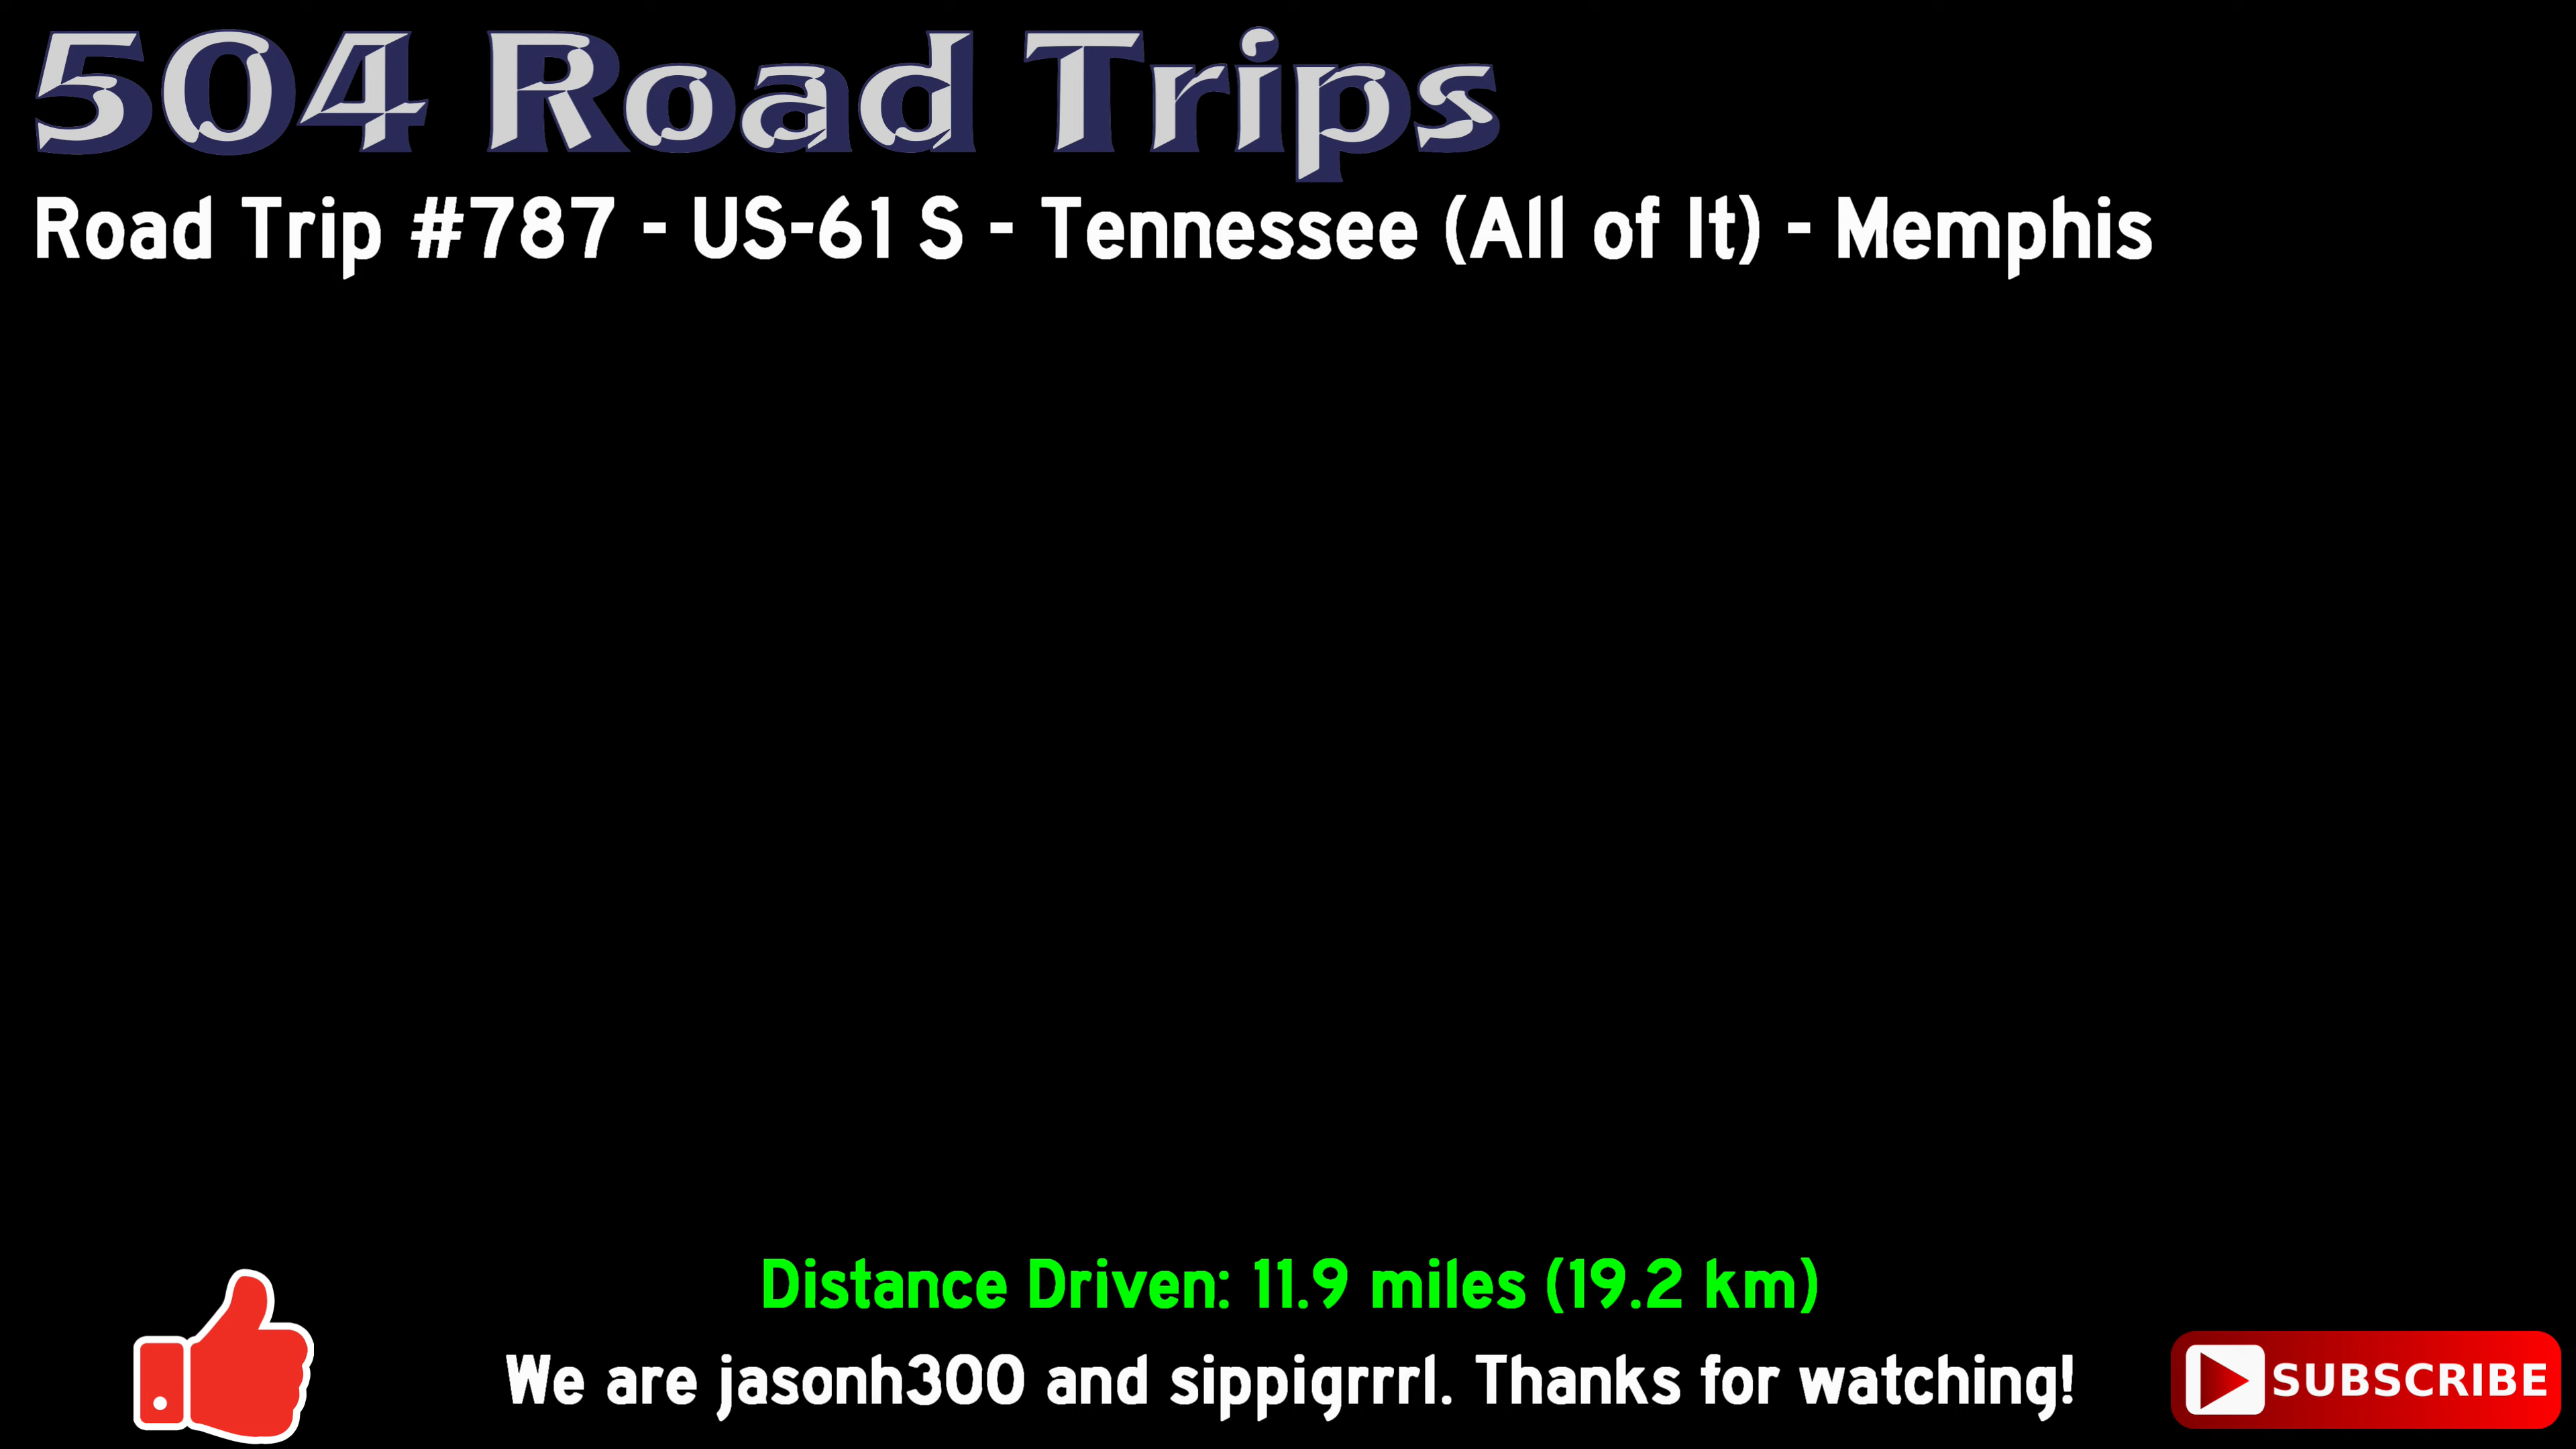 504 Road Trips
Road Trip #787 - US-61 S - Tennessee (All of It) - Memphis
Distance Driven: 11.9 miles (19.2 km)
We are jasonh300 and sippigrrrl. Thanks for watching!
SUBSCRIBE